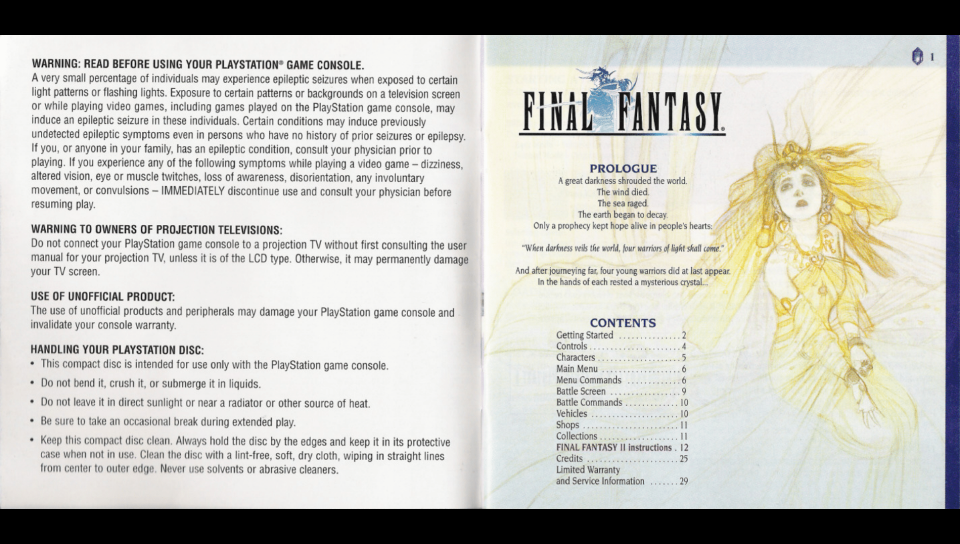 WARNING: READ BEFORE USING YOUR PLAYSTATION® GAME CONSOLE.
A very small percentage of individuals may experience epileptic seizures when exposed to certain
light patterns or flashing lights. Exposure to certain patterns or backgrounds on a television screen
or while playing video games, including games played on the PlayStation game console, may
induce an epileptic seizure in these individuals. Certain conditions may induce previously
undetected epileptic symptoms even in persons who have no history of prior seizures or epilepsy.
If you, or anyone in your family, has an epileptic condition, consult your physician prior to
playing. If you experience any of the following symptoms while playing a video game – dizziness,
altered vision, eye or muscle twitches, loss of awareness, disorientation, any involuntary
movement, or convulsions – IMMEDIATELY discontinue use and consult your physician before
resuming play.
WARNING TO OWNERS OF PROJECTION TELEVISIONS:
Do not connect your PlayStation game console to a projection TV without first consulting the user
manual for your projection TV, unless it is of the LCD type. Otherwise, it may permanently damage
your TV screen.
USE OF UNOFFICIAL PRODUCT:
The use of unofficial products and peripherals may damage your PlayStation game console and
invalidate your console warranty.
HANDLING YOUR PLAYSTATION DISC:
• This compact disc is intended for use only with the PlayStation game console.
• Do not bend it, crush it, or submerge it in liquids.
• Do not leave it in direct sunlight or near a radiator or other source of heat.
• Be sure to take an occasional break during extended play.
• Keep this compact disc clean. Always hold the disc by the edges and keep it in its protective
case when not in use. Clean the disc with a lint-free, soft, dry cloth, wiping in straight lines
from center to outer edge. Never use solvents or abrasive cleaners.
1
FINAL FANTASY®
PROLOGUE
A great darkness shrouded the world.
The wind died.
The sea raged.
The earth began to decay.
Only a prophecy kept hope alive in people's hearts:
"When darkness veils the world, four warriors of light shall come."
And after journeying far, four young warriors did at last appear.
In the hands of each rested a mysterious crystal...
CONTENTS
Getting Started . . . . . . . . . . . . . . 2
Controls . . . . . . . . . . . . . . . . . . . . 4
Characters . . . . . . . . . . . . . . . . . . 5
Main Menu . . . . . . . . . . . . . . . . . 6
Menu Commands . . . . . . . . . . . . 6
Battle Screen . . . . . . . . . . . . . . . . 9
Battle Commands . . . . . . . . . . . 10
Vehicles . . . . . . . . . . . . . . . . . . . 10
Shops . . . . . . . . . . . . . . . . . . . . . 11
Collections . . . . . . . . . . . . . . . . . 11
FINAL FANTASY II instructions . 12
Credits . . . . . . . . . . . . . . . . . . . . 25
Limited Warranty
and Service Information . . . . . . . 29